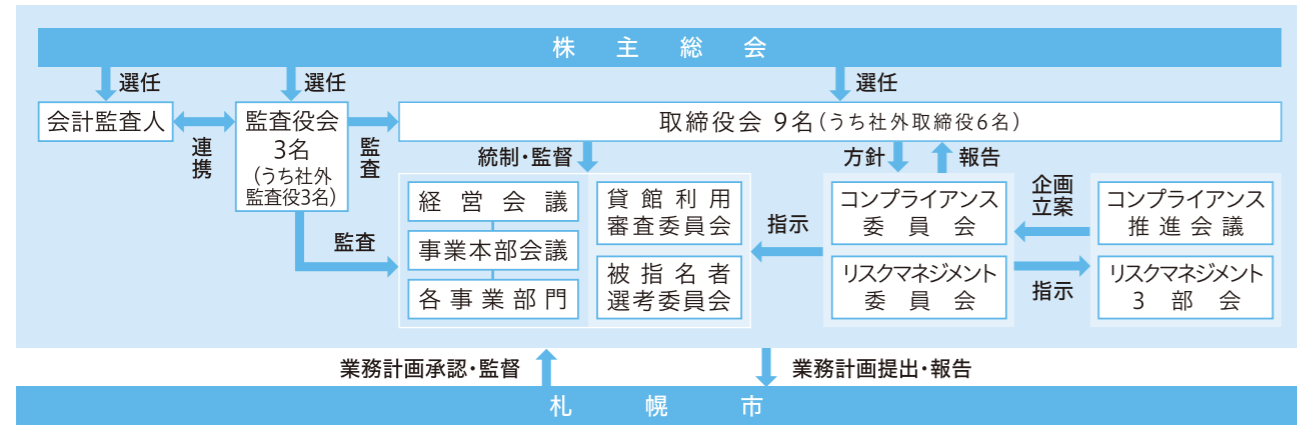 株主総会
選任
選任
選任
会計監査人
連携
監査役会
3名
(うち社外
監査役3名)
監査
取締役会 9名(うち社外取締役6名)
統制・監督
方針
報告
経営会議
事業本部会議
各事業部門
貸館利用
審査委員会
被指名者
選考委員会
監査
指示
コンプライアンス
委員会
リスクマネジメント
委員会
企画
立案
指示
コンプライアンス
推進会議
リスクマネジメント
3部会
業務計画承認・監督
業務計画提出・報告
札幌市